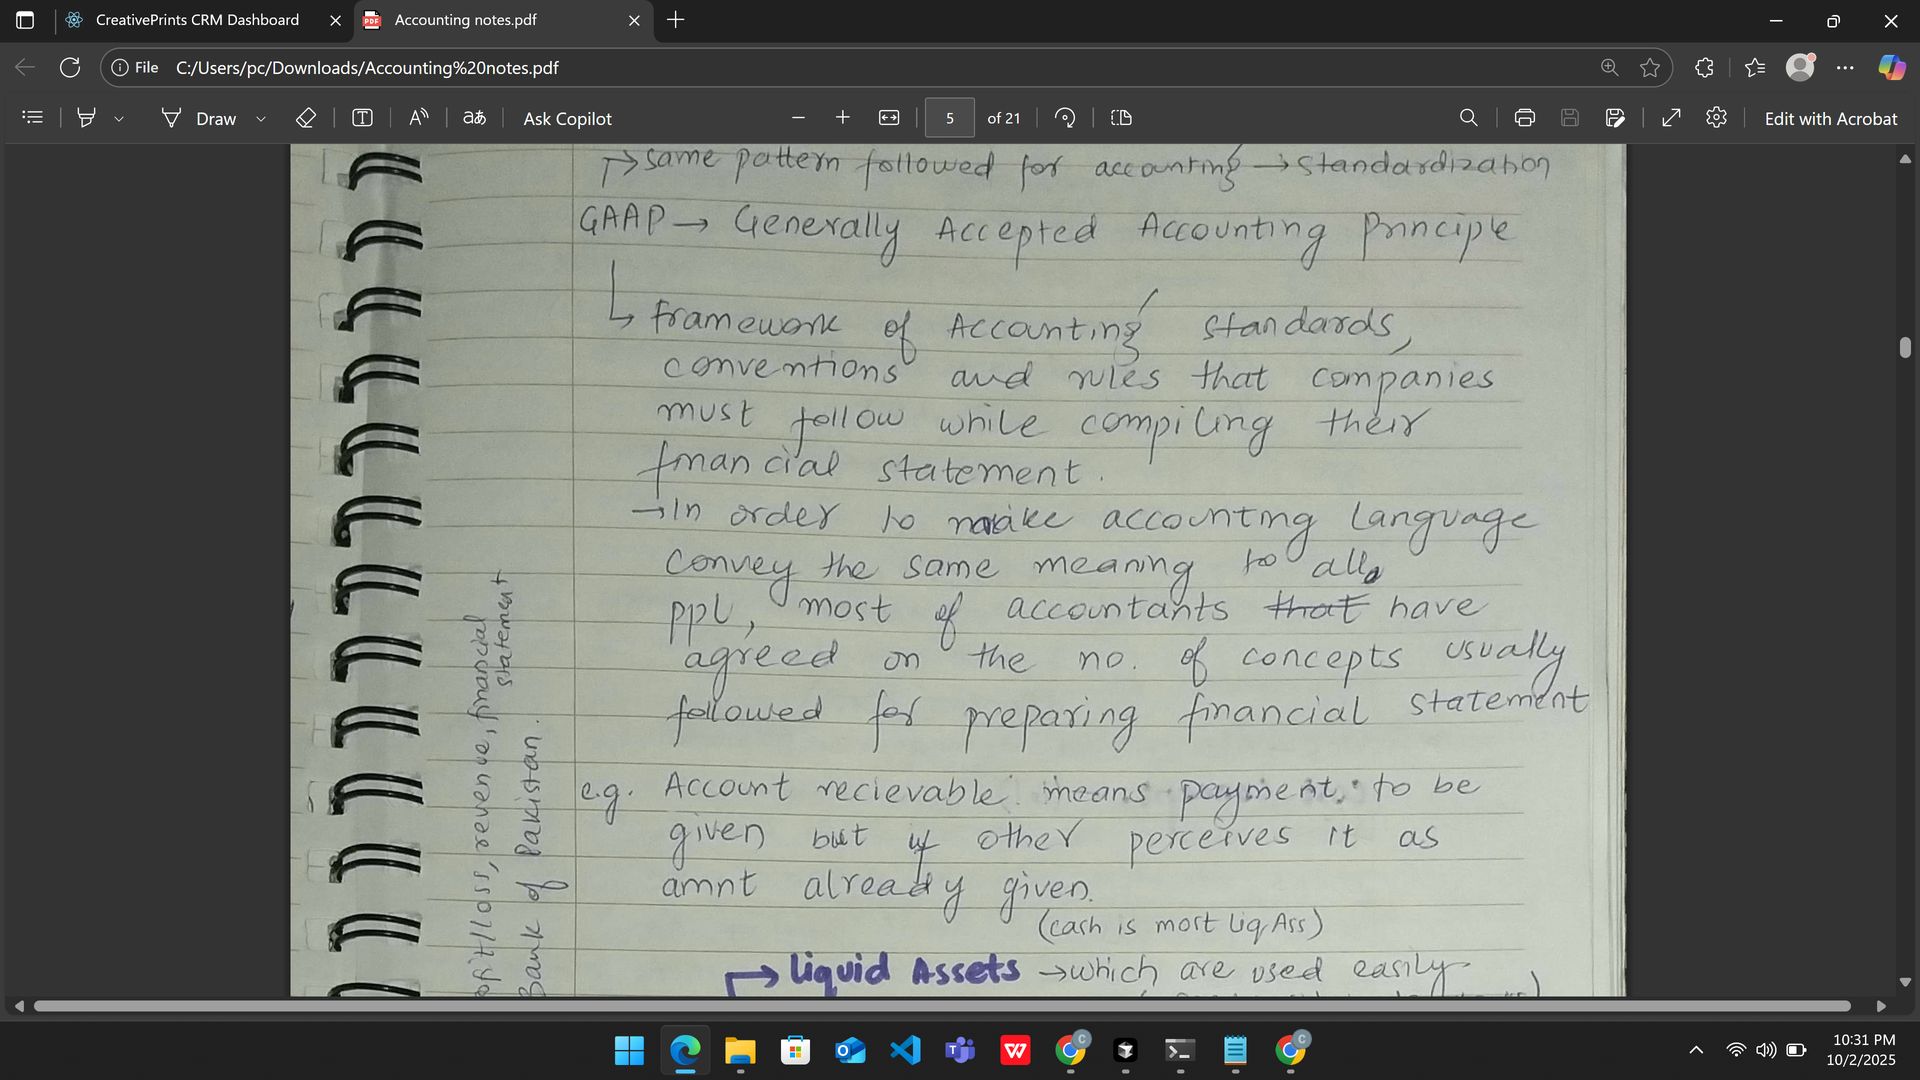 CreativePrints CRM Dashboard
Accounting notes.pdf
File C:/Users/pc/Downloads/Accounting%20notes.pdf
Draw
Ask Copilot
5 of 21
Edit with Acrobat
→ same pattern followed for accounting → standardization
GAAP → Generally Accepted Accounting Principle
↳ framework of Accounting standards,
conventions and rules that companies
must follow while compiling their
financial statement.
→ In order to make accounting language
convey the same meaning to all
ppl, most of accountants that have
agreed on the no. of concepts usually
followed for preparing financial statement
e.g. Account recievable means payment to be
given but if other perceives it as
amnt already given.
(cash is most Liq Ass)
→ Liquid Assets → which are used easily
loss, revenue, financial
statement
Bank of Pakistan.
10:31 PM
10/2/2025